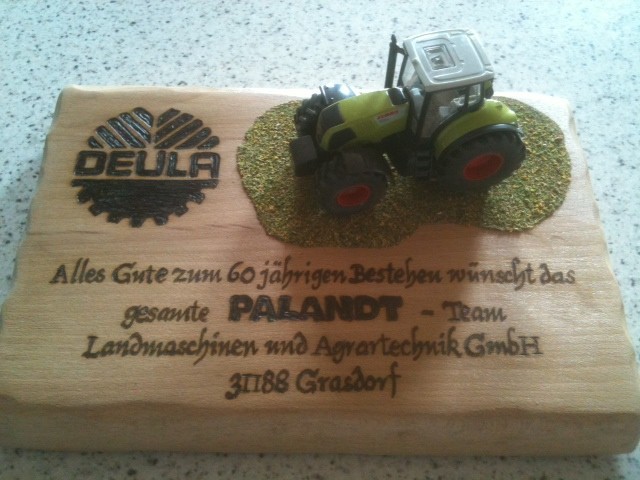 DEULA
Alles Gute zum 60 jährigen Bestehen wünscht das
gesamte PALANDT - Team
Landmaschinen und Agrartechnik GmbH
31188 Grasdorf